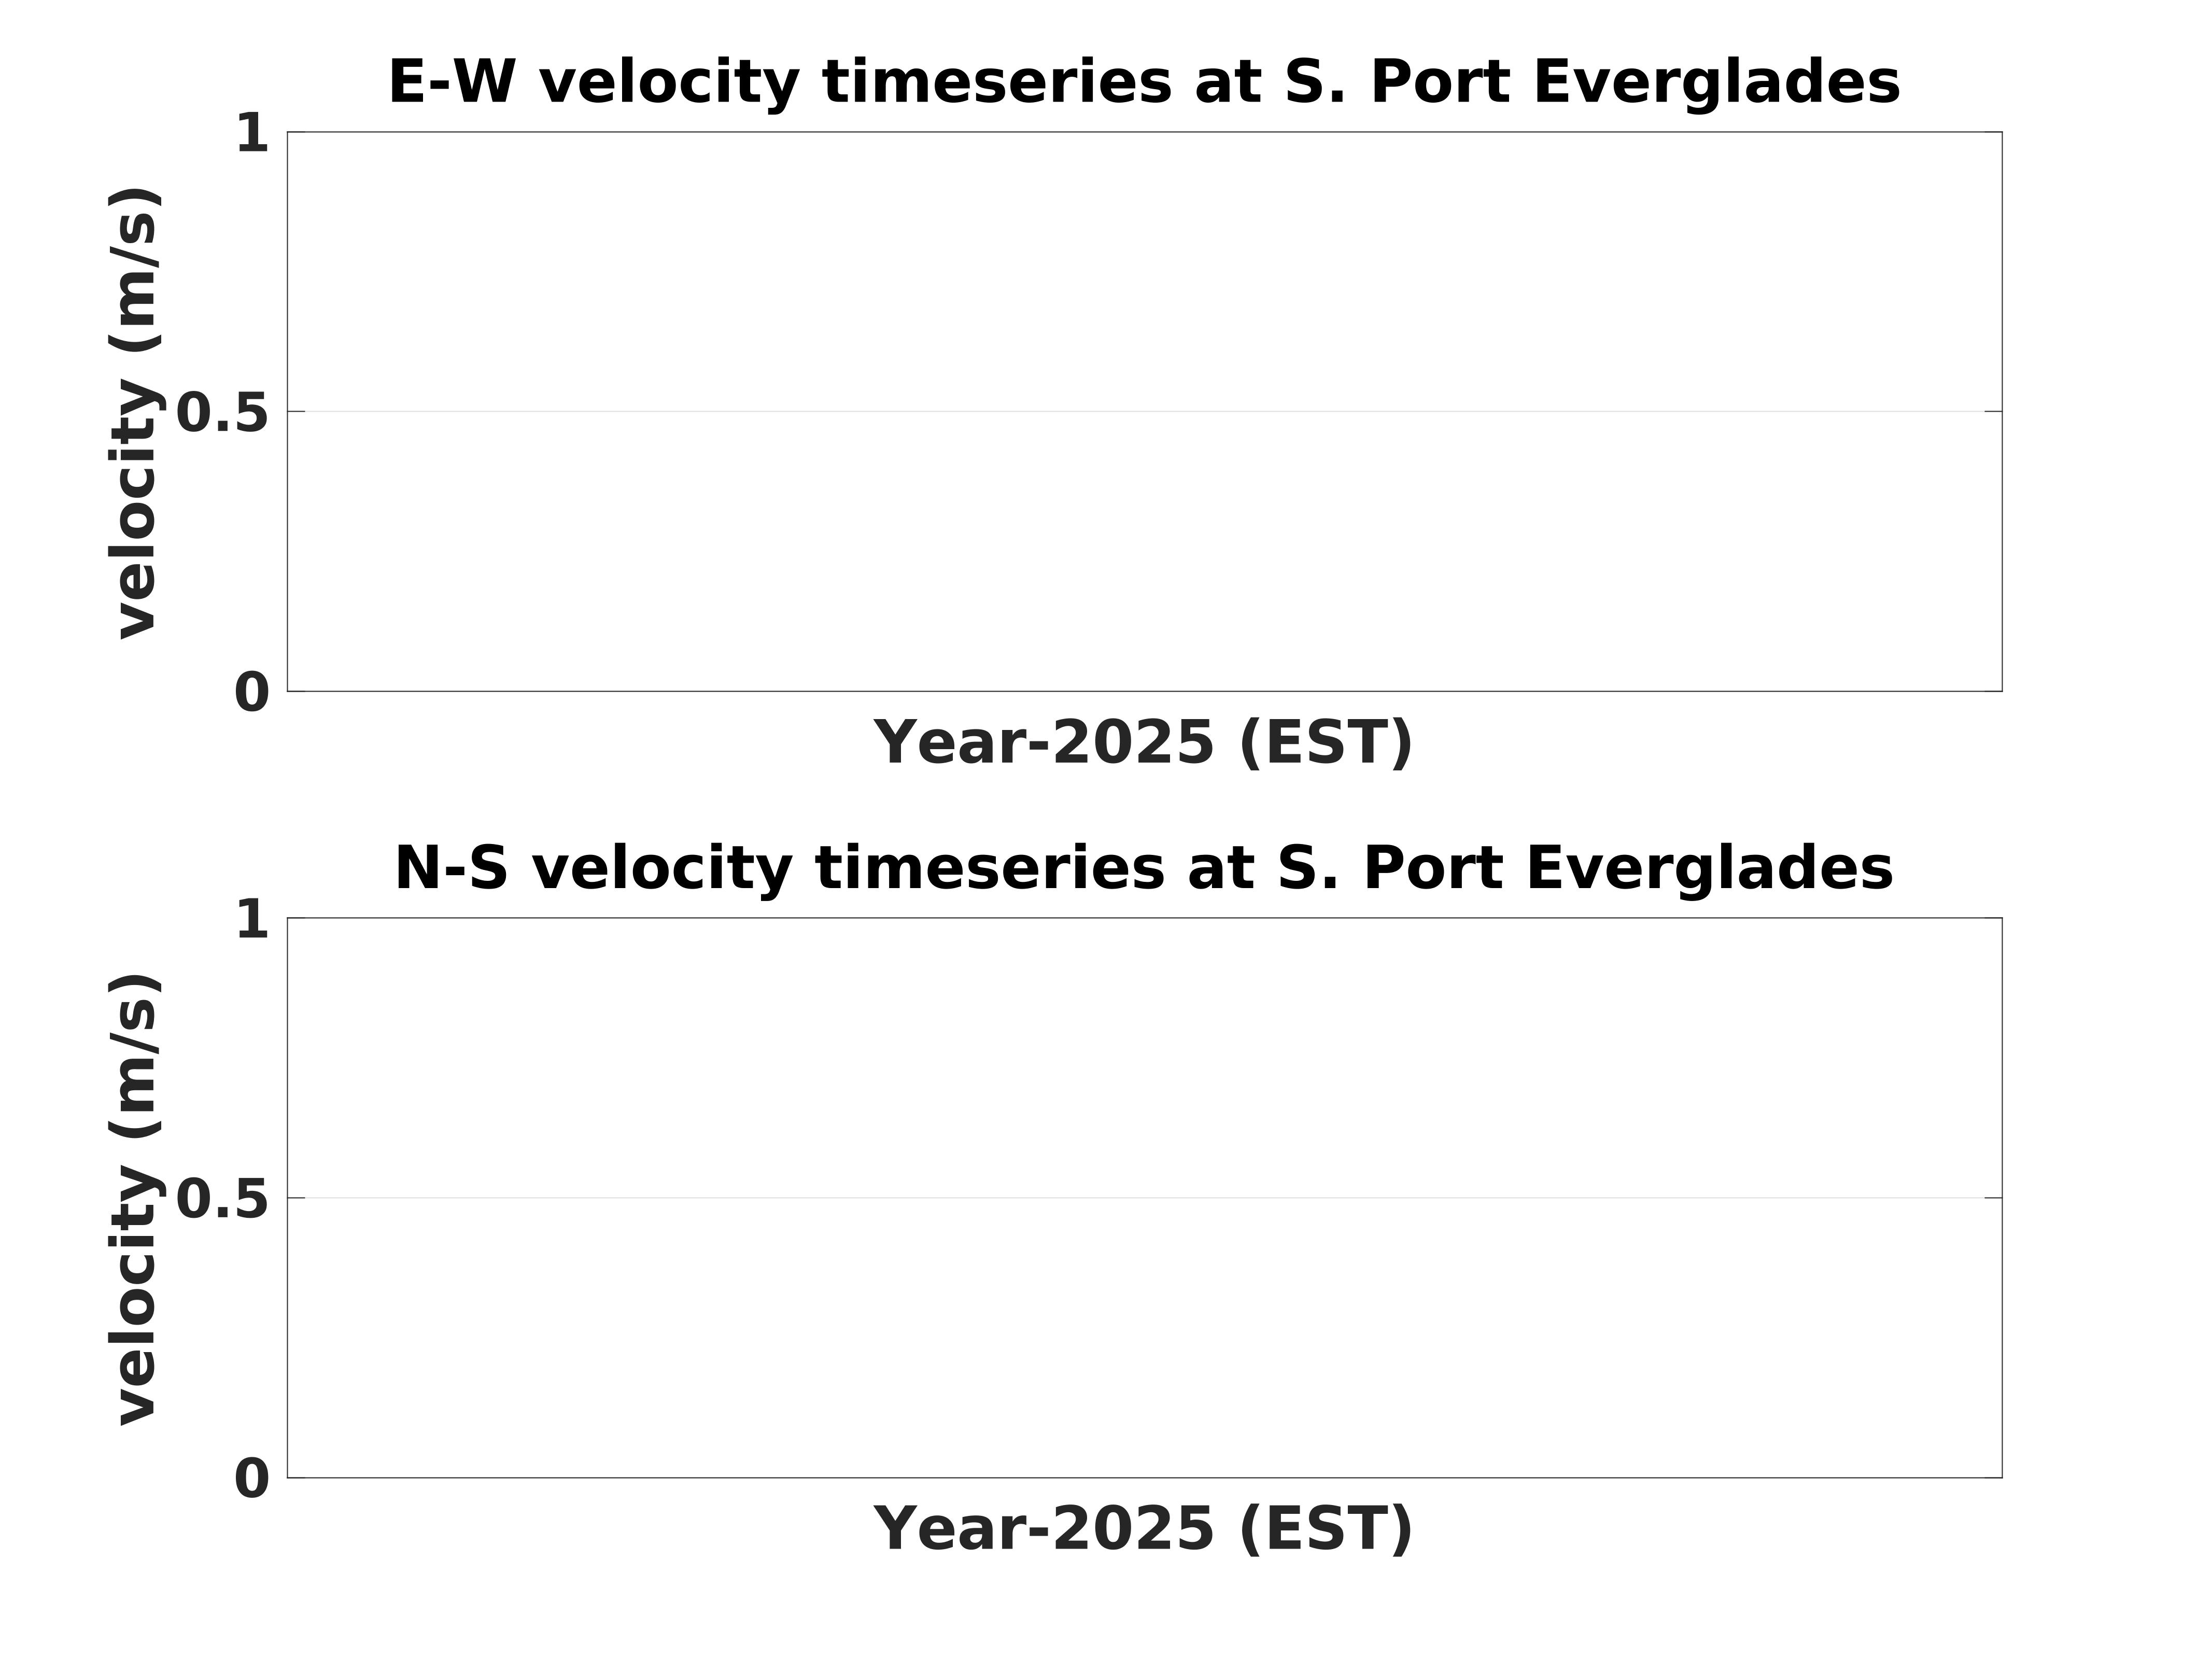 E-W velocity timeseries at S. Port Everglades
1
velocity (m/s)
0.5
0
Year-2025 (EST)
N-S velocity timeseries at S. Port Everglades
1
velocity (m/s)
0.5
0
Year-2025 (EST)